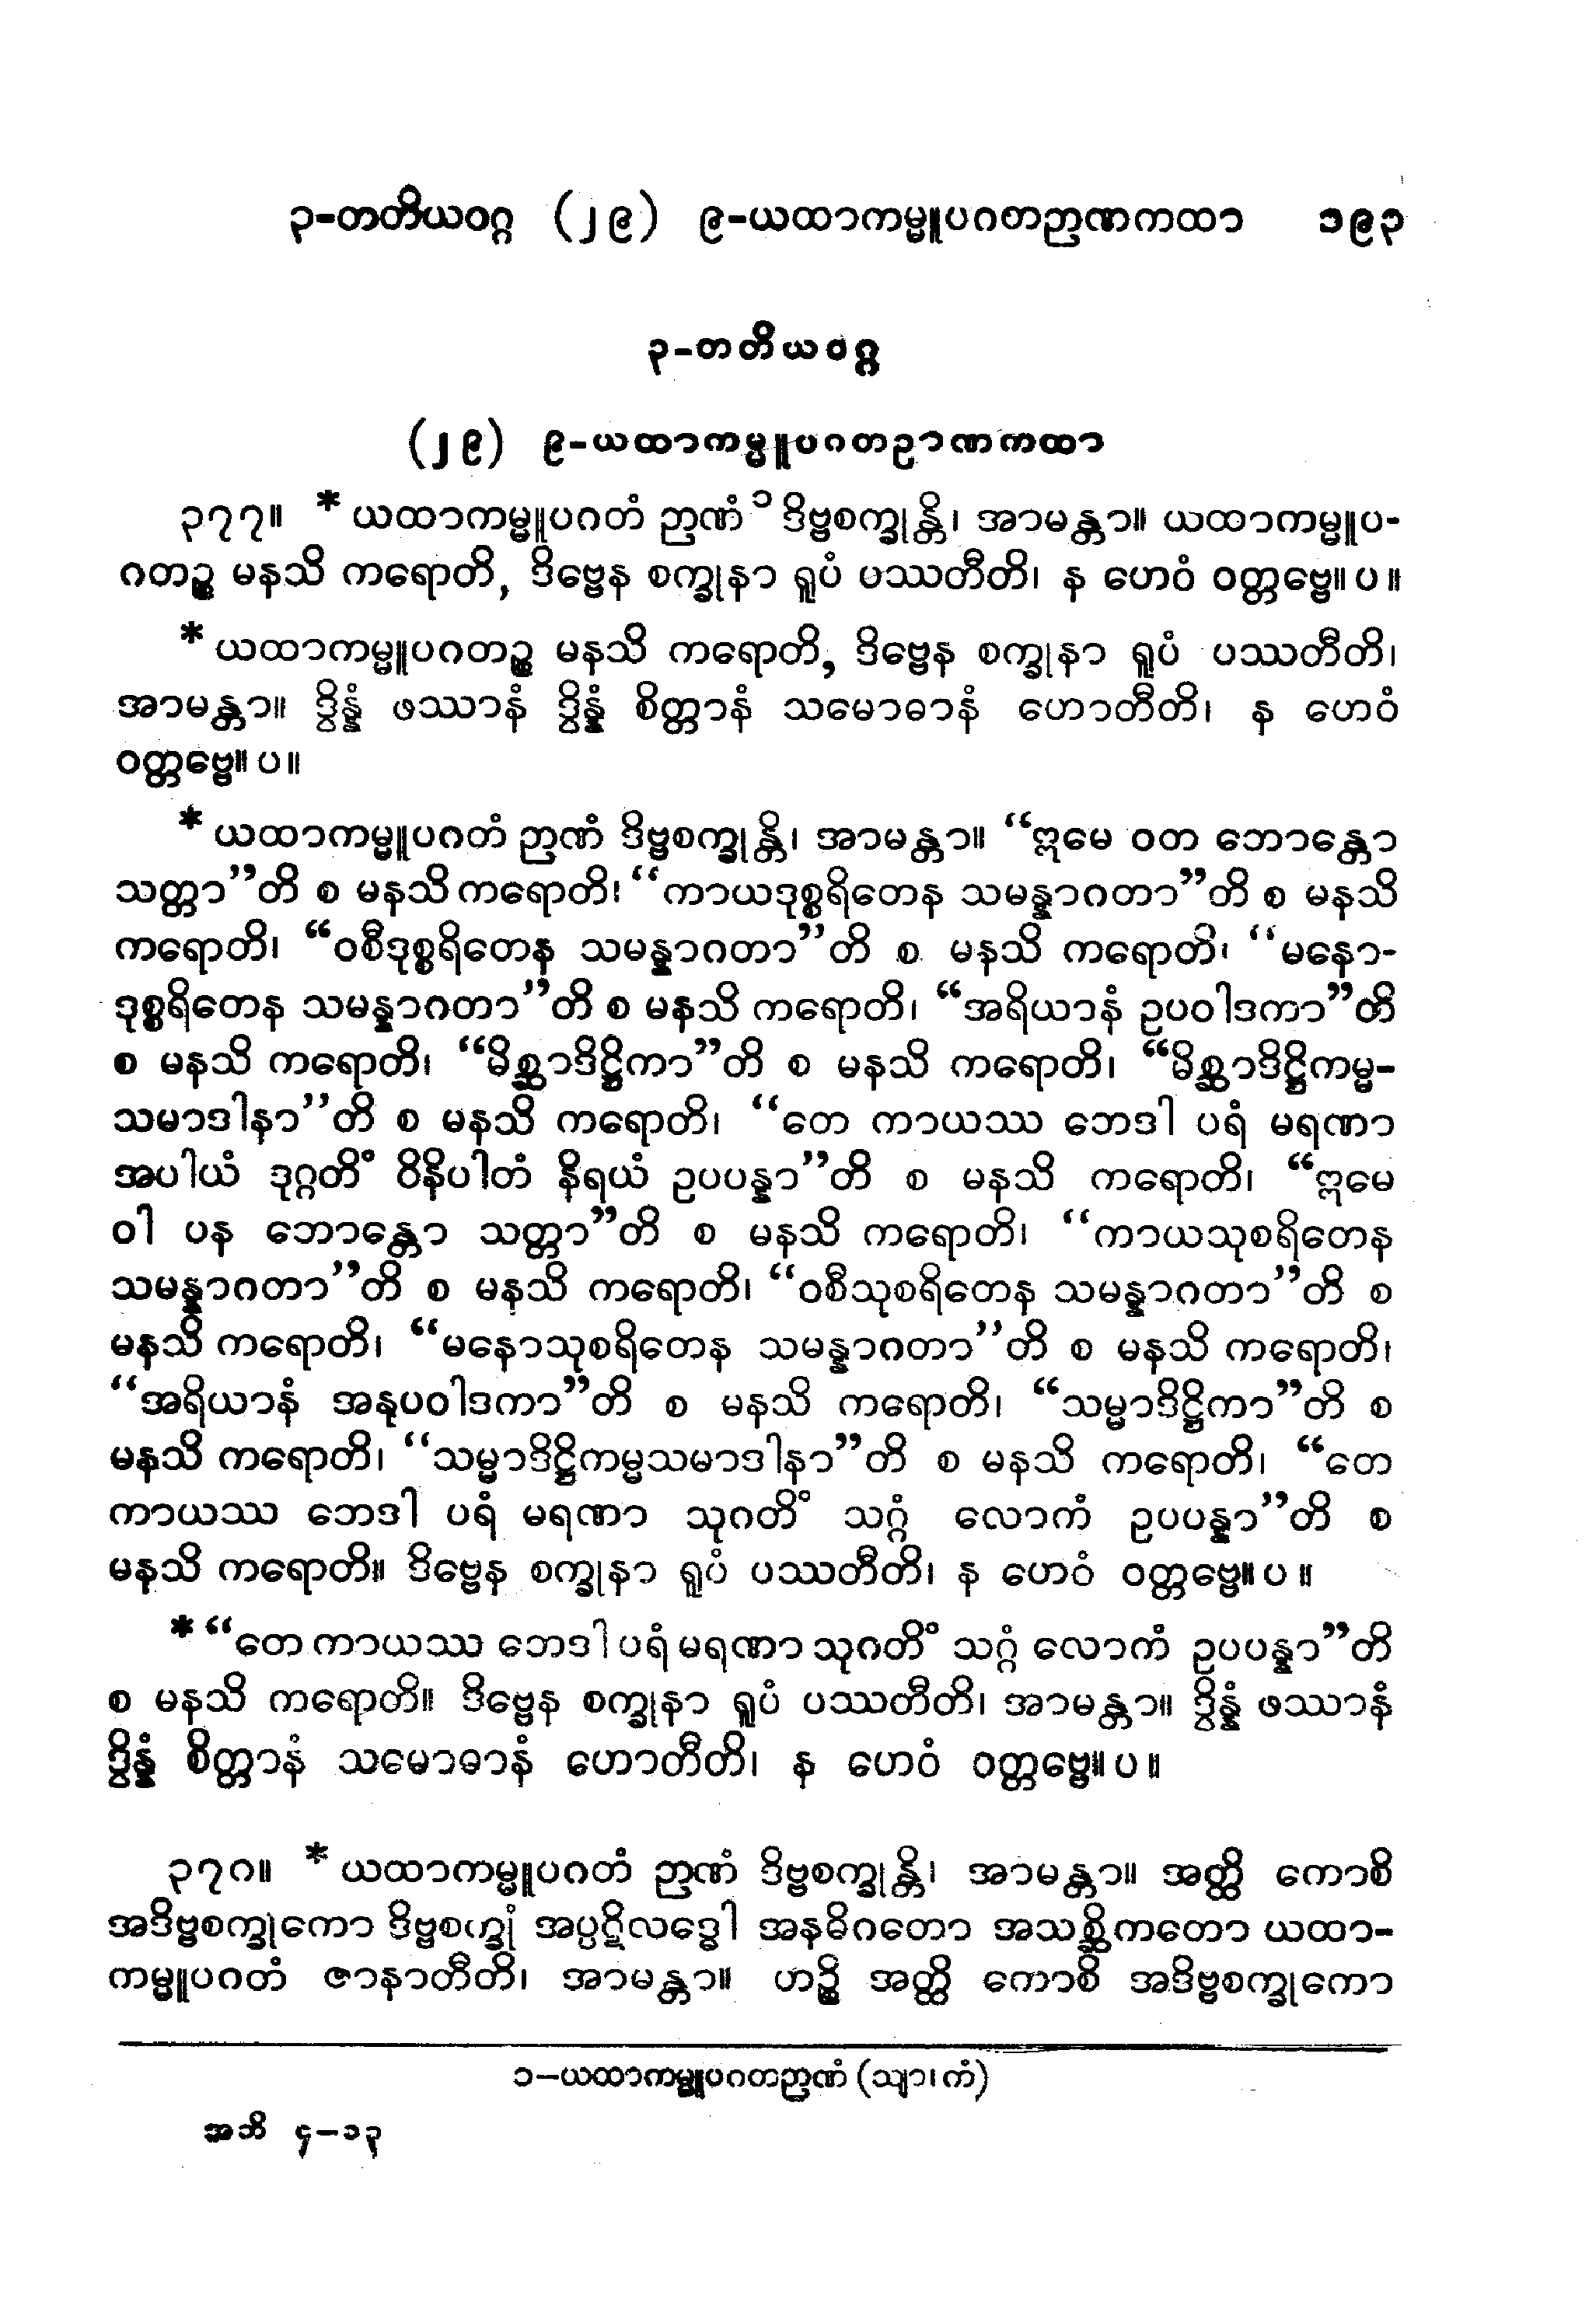 ၃-တတိယဝဂ္ဂ (၂၉) ၉-ယထာကမ္မူပဂတဉာဏကထာ ၁၉၃
၃-တတိယဝဂ္ဂ
(၂၉) ၉-ယထာကမ္မူပဂတဉာဏကထာ
၃၇၇။ *ယထာကမ္မူပဂတံ ဉာဏံ ၁ ဒိဗ္ဗစက္ခုန္တိ၊ အာမန္တာ။ ယထာကမ္မူပ-
ဂတဉ္စ မနသိ ကရောတိ, ဒိဗ္ဗေန စက္ခုနာ ရူပံ ပဿတီတိ၊ န ဟေဝံ ဝတ္တဗ္ဗေ။ ပ ။
*ယထာကမ္မူပဂတဉ္စ မနသိ ကရောတိ, ဒိဗ္ဗေန စက္ခုနာ ရူပံ ပဿတီတိ၊
အာမန္တာ။ ဒွိန္နံ ဖဿာနံ ဒွိန္နံ စိတ္တာနံ သမောဓာနံ ဟောတီတိ၊ န ဟေဝံ
ဝတ္တဗ္ဗေ။ ပ ။
*ယထာကမ္မူပဂတံ ဉာဏံ ဒိဗ္ဗစက္ခုန္တိ၊ အာမန္တာ။ “ဣမေ ဝတ ဘောန္တော
သတ္တာ”တိ စ မနသိ ကရောတိ၊ “ကာယဒုစ္စရိတေန သမန္နာဂတာ”တိ စ မနသိ
ကရောတိ၊ “ဝစီဒုစ္စရိတေန သမန္နာဂတာ”တိ စ မနသိ ကရောတိ၊ “မနော-
ဒုစ္စရိတေန သမန္နာဂတာ”တိ စ မနသိ ကရောတိ၊ “အရိယာနံ ဥပဝါဒကာ”တိ
စ မနသိ ကရောတိ၊ “မိစ္ဆာဒိဋ္ဌိကာ”တိ စ မနသိ ကရောတိ၊ “မိစ္ဆာဒိဋ္ဌိကမ္မ-
သမာဒါနာ”တိ စ မနသိ ကရောတိ၊ “တေ ကာယဿ ဘေဒါ ပရံ မရဏာ
အပါယံ ဒုဂ္ဂတိံ ဝိနိပါတံ နိရယံ ဥပပန္နာ”တိ စ မနသိ ကရောတိ၊ “ဣမေ
ဝါ ပန ဘောန္တော သတ္တာ”တိ စ မနသိ ကရောတိ၊ “ကာယသုစရိတေန
သမန္နာဂတာ”တိ စ မနသိ ကရောတိ၊ “ဝစီသုစရိတေန သမန္နာဂတာ”တိ စ
မနသိ ကရောတိ၊ “မနောသုစရိတေန သမန္နာဂတာ”တိ စ မနသိ ကရောတိ၊
“အရိယာနံ အနုပဝါဒကာ”တိ စ မနသိ ကရောတိ၊ “သမ္မာဒိဋ္ဌိကာ”တိ စ
မနသိ ကရောတိ၊ “သမ္မာဒိဋ္ဌိကမ္မသမာဒါနာ”တိ စ မနသိ ကရောတိ၊ “တေ
ကာယဿ ဘေဒါ ပရံ မရဏာ သုဂတိံ သဂ္ဂံ လောကံ ဥပပန္နာ”တိ စ
မနသိ ကရောတိ။ ဒိဗ္ဗေန စက္ခုနာ ရူပံ ပဿတီတိ၊ န ဟေဝံ ဝတ္တဗ္ဗေ။ ပ ။
*“တေ ကာယဿ ဘေဒါ ပရံ မရဏာ သုဂတိံ သဂ္ဂံ လောကံ ဥပပန္နာ”တိ
စ မနသိ ကရောတိ။ ဒိဗ္ဗေန စက္ခုနာ ရူပံ ပဿတီတိ၊ အာမန္တာ။ ဒွိန္နံ ဖဿာနံ
ဒွိန္နံ စိတ္တာနံ သမောဓာနံ ဟောတီတိ၊ န ဟေဝံ ဝတ္တဗ္ဗေ။ ပ ။
၃၇၈။ *ယထာကမ္မူပဂတံ ဉာဏံ ဒိဗ္ဗစက္ခုန္တိ၊ အာမန္တာ။ အတ္ထိ ကောစိ
အဒိဗ္ဗစက္ခုကော ဒိဗ္ဗစက္ခုံ အပ္ပဋိလဒ္ဓေါ အနဓိဂတော အသစ္ဆိကတော ယထာ-
ကမ္မူပဂတံ ဇာနာတီတိ၊ အာမန္တာ။ ဟဉ္စိ အတ္ထိ ကောစိ အဒိဗ္ဗစက္ခုကော
၁–ယထာကမ္မူပဂတဉာဏံ (သျာ၊ ကံ)
အဘိ ၄–၁၃